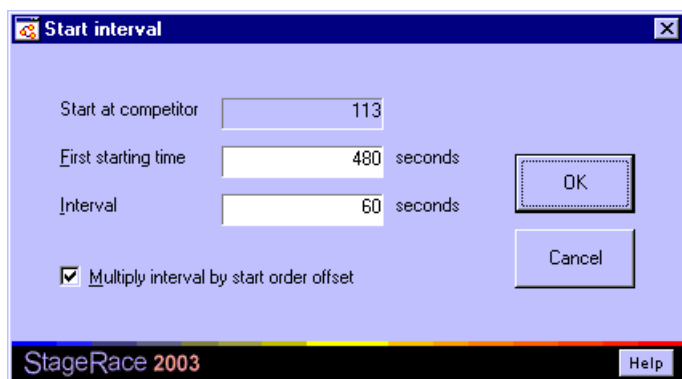 Start interval
Start at competitor 113
First starting time 480 seconds
Interval 60 seconds
OK
Cancel
Multiply interval by start order offset
StageRace 2003 Help